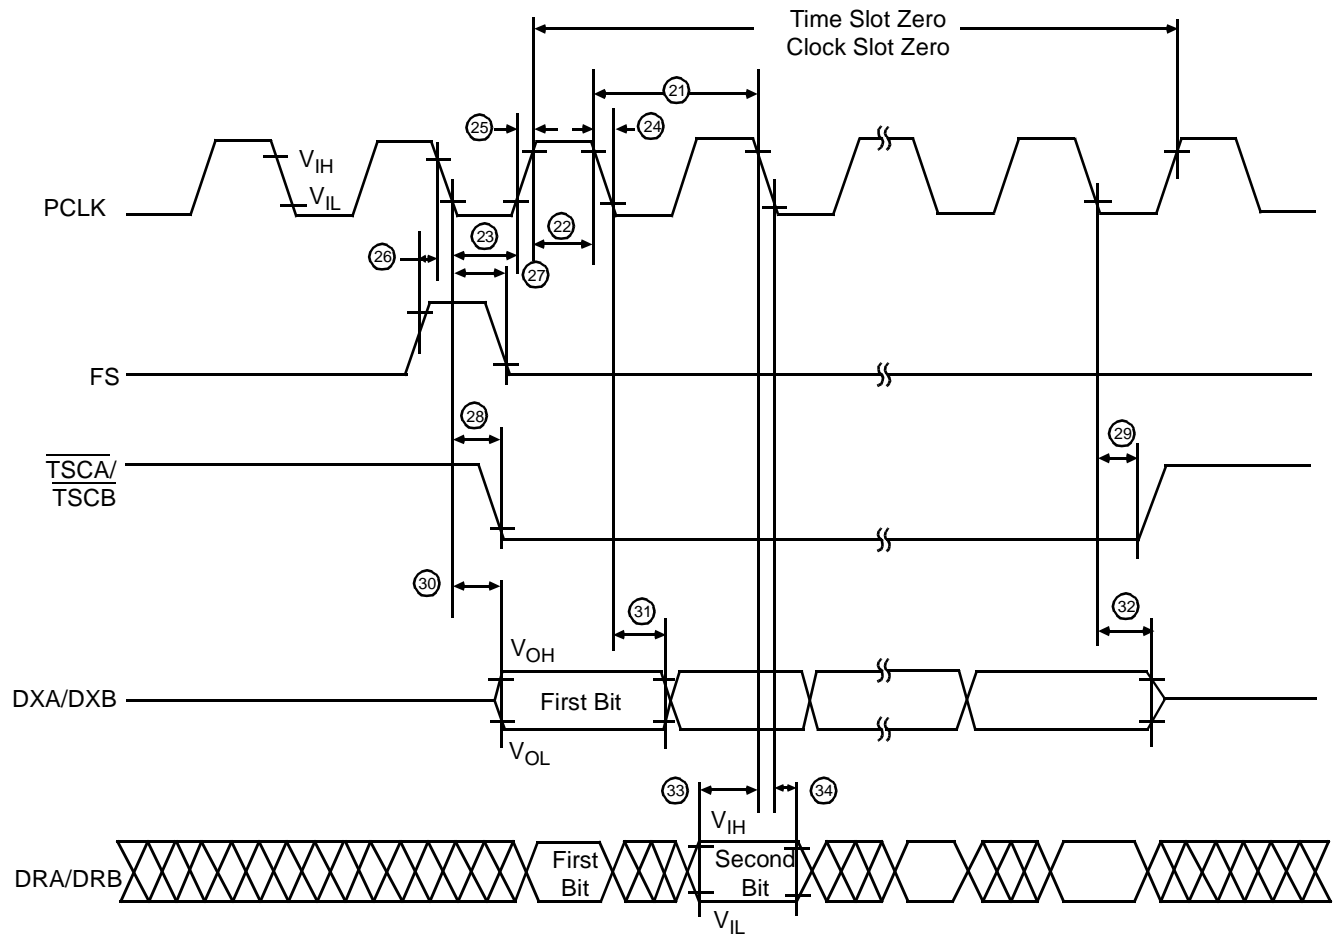 Time Slot Zero
Clock Slot Zero
21
25
24
VIH
VIL
PCLK
22
23
26
27
FS
28
29
TSCA/
TSCB
30
31
32
VOH
DXA/DXB
First Bit
VOL
33
34
VIH
DRA/DRB
First
Bit
Second
Bit
VIL